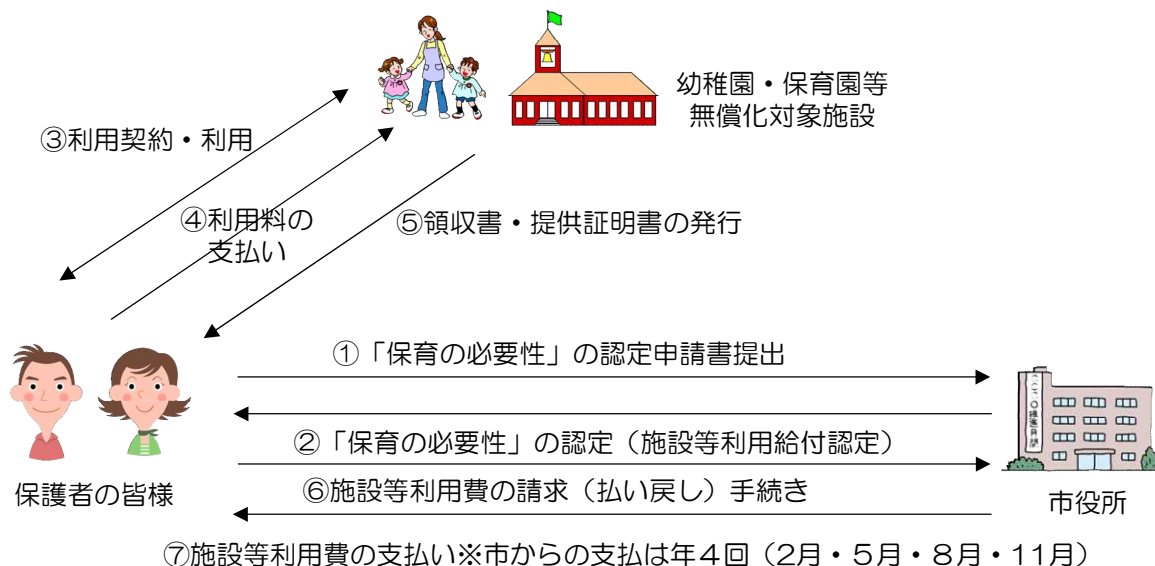 幼稚園・保育園等
無償化対象施設
③利用契約・利用
④利用料の
支払い
⑤領収書・提供証明書の発行
①「保育の必要性」の認定申請書提出
②「保育の必要性」の認定（施設等利用給付認定）
⑥施設等利用費の請求（払い戻し）手続き
保護者の皆様
市役所
⑦施設等利用費の支払い※市からの支払は年４回（2月・５月・８月・11月）